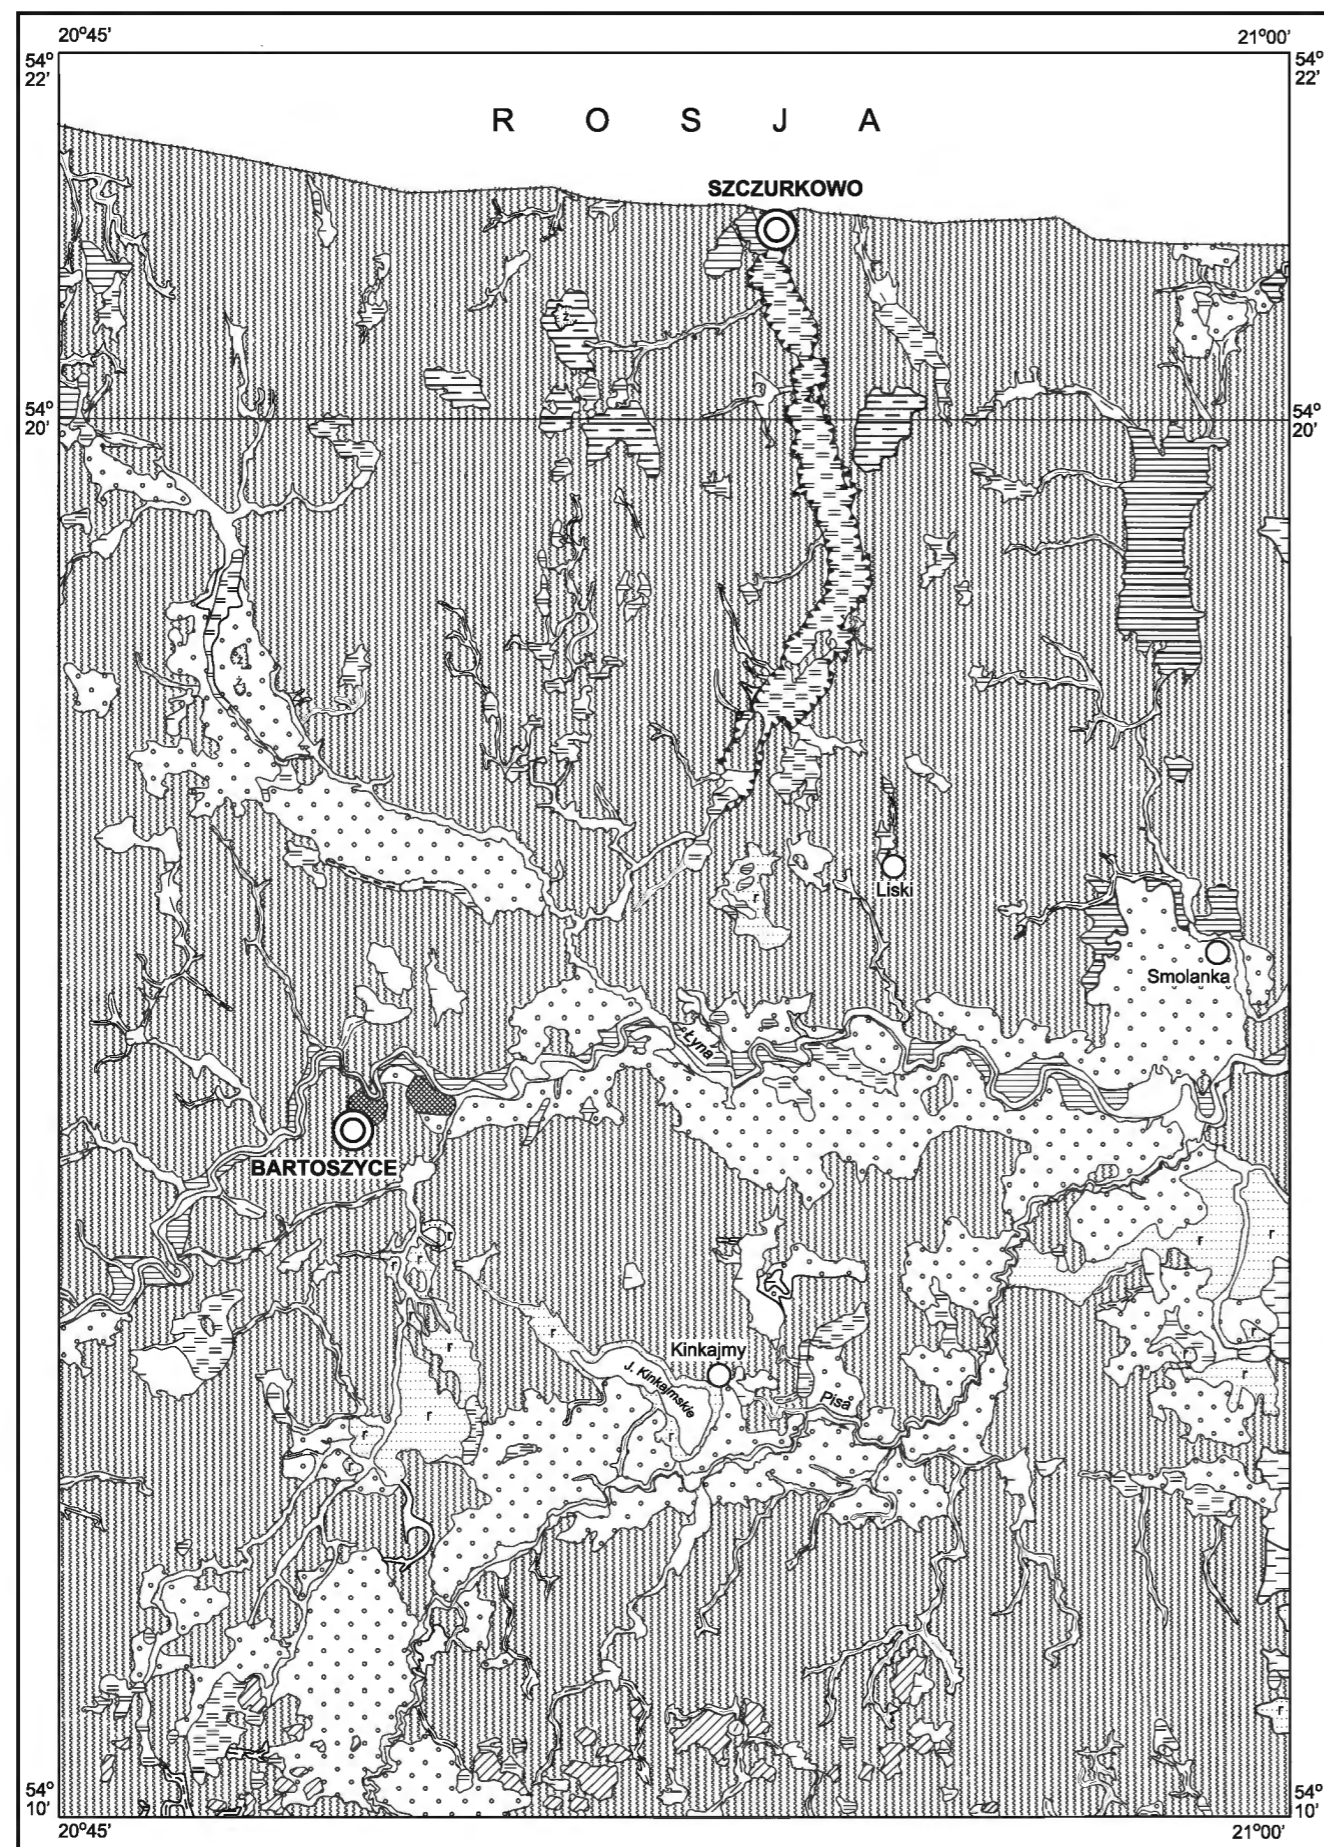 20°45'
21°00'
54°
22'
54°
22'
R O S J A
SZCZURKOWO
ż
54°
20'
54°
20'
ż
ż
r
Liski
Smolanka
Łyna
BARTOSZYCE
r
r
r
r
r
r
r
r
Kinkajmy
J. Kinkajmskie
Pisa
r
r
r
r
r
r
54°
10'
54°
10'
20°45'
21°00'